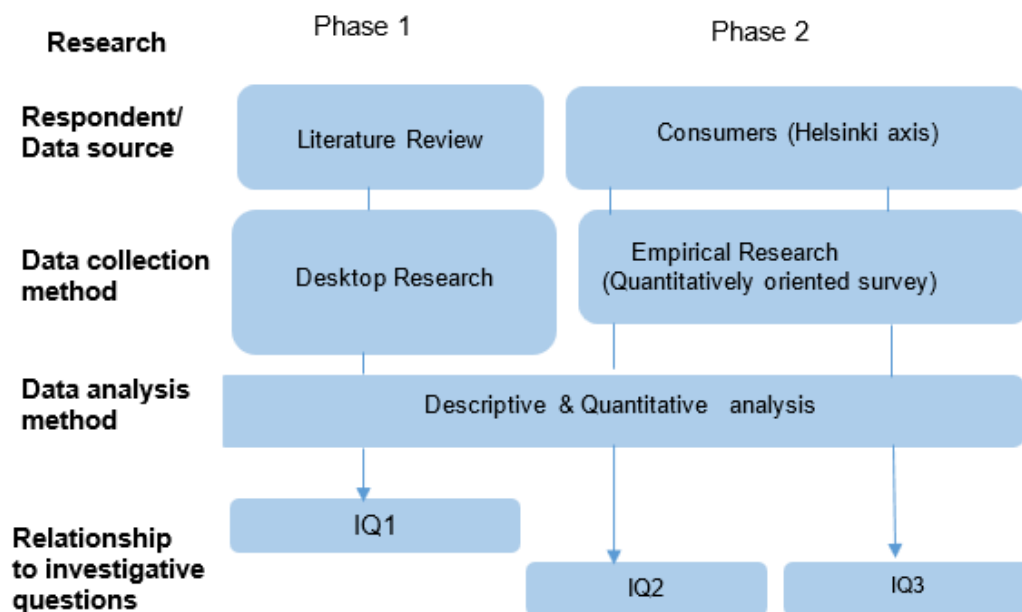 Research
Phase 1
Phase 2
Respondent/
Data source
Literature Review
Consumers (Helsinki axis)
Data collection
method
Desktop Research
Empirical Research
(Quantitatively oriented survey)
Data analysis
method
Descriptive & Quantitative analysis
Relationship
to investigative
questions
IQ1
IQ2
IQ3